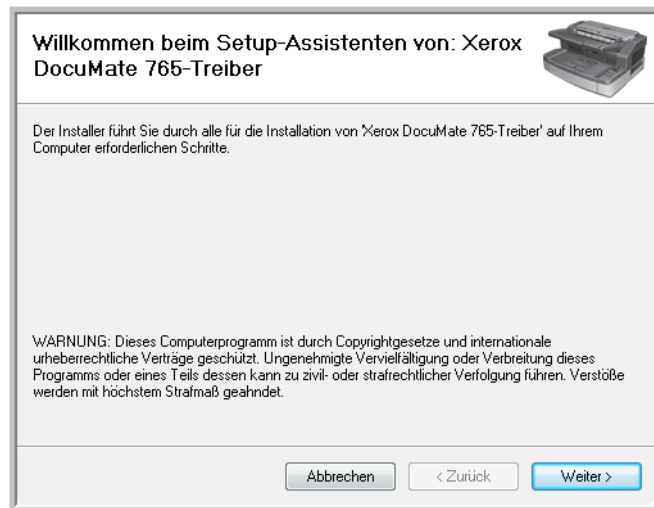 Willkommen beim Setup-Assistenten von: Xerox
DocuMate 765-Treiber
Der Installer führt Sie durch alle für die Installation von 'Xerox DocuMate 765-Treiber' auf Ihrem
Computer erforderlichen Schritte.
WARNUNG: Dieses Computerprogramm ist durch Copyrightgesetze und internationale
urheberrechtliche Verträge geschützt. Ungenehmigte Vervielfältigung oder Verbreitung dieses
Programms oder eines Teils dessen kann zu zivil- oder strafrechtlicher Verfolgung führen. Verstöße
werden mit höchstem Strafmaß geahndet.
Abbrechen < Zurück Weiter >